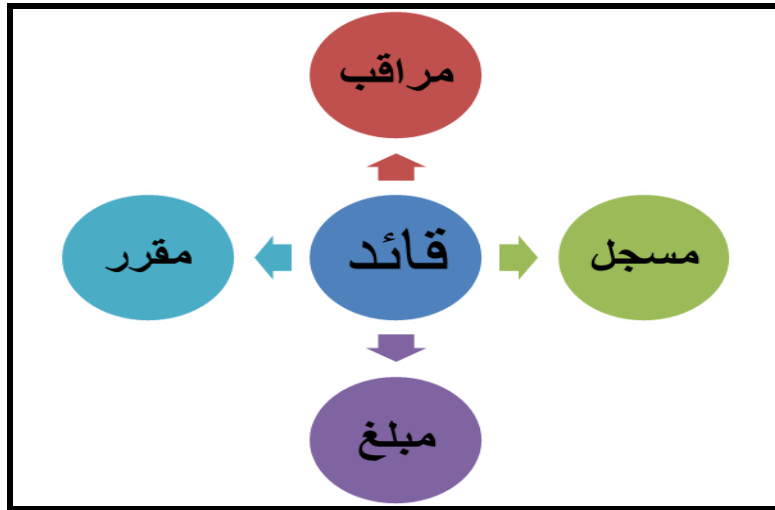 مراقب
مسجل
قائد
مقرر
مبلغ